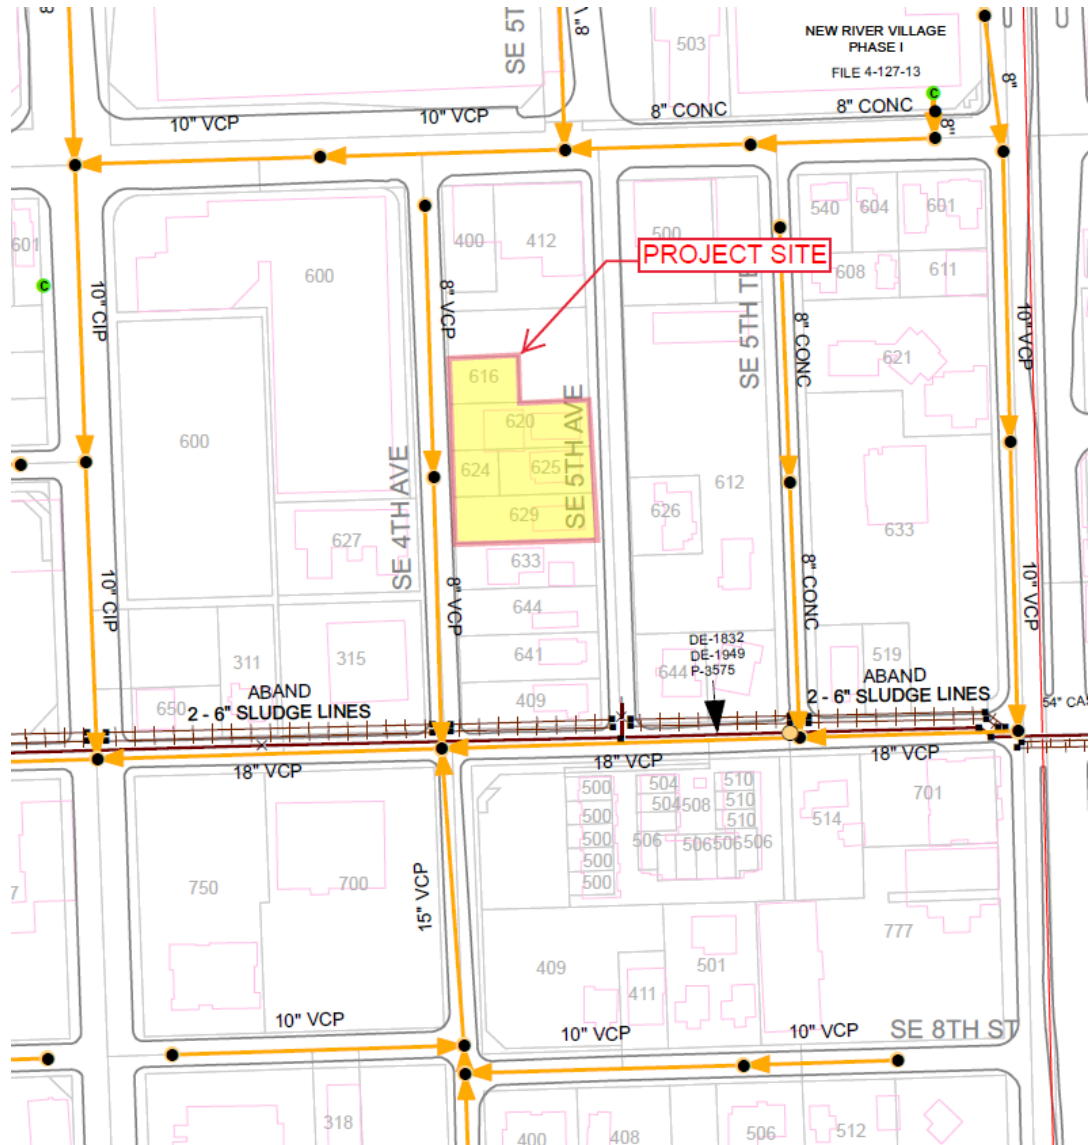 8"
SE 5T
503
NEW RIVER VILLAGE
PHASE I
FILE 4-127-13
8"
C
10" VCP
10" VCP
8" CONC
8" CONC
8"
601
C
600
400
412
500
540
604
601
PROJECT SITE
608
611
10" CIP
8" VCP
SE 5TH TE
8" CONC
10" VCP
621
616
600
620
SE 5TH AVE
624
625
SE 4TH AVE
629
627
626
612
633
633
10" CIP
8" VCP
8" CONC
10" VCP
644
641
DE-1832
DE-1949
P-3575
311
315
644
519
650
409
ABAND
2 - 6" SLUDGE LINES
ABAND
2 - 6" SLUDGE LINES
54" CAS
18" VCP
18" VCP
18" VCP
500
504
510
701
500
504
508
510
500
510
514
500
506
506
506
506
500
750
700
15" VCP
7
777
409
501
411
10" VCP
10" VCP
10" VCP
SE 8TH ST
318
400
408
506
512